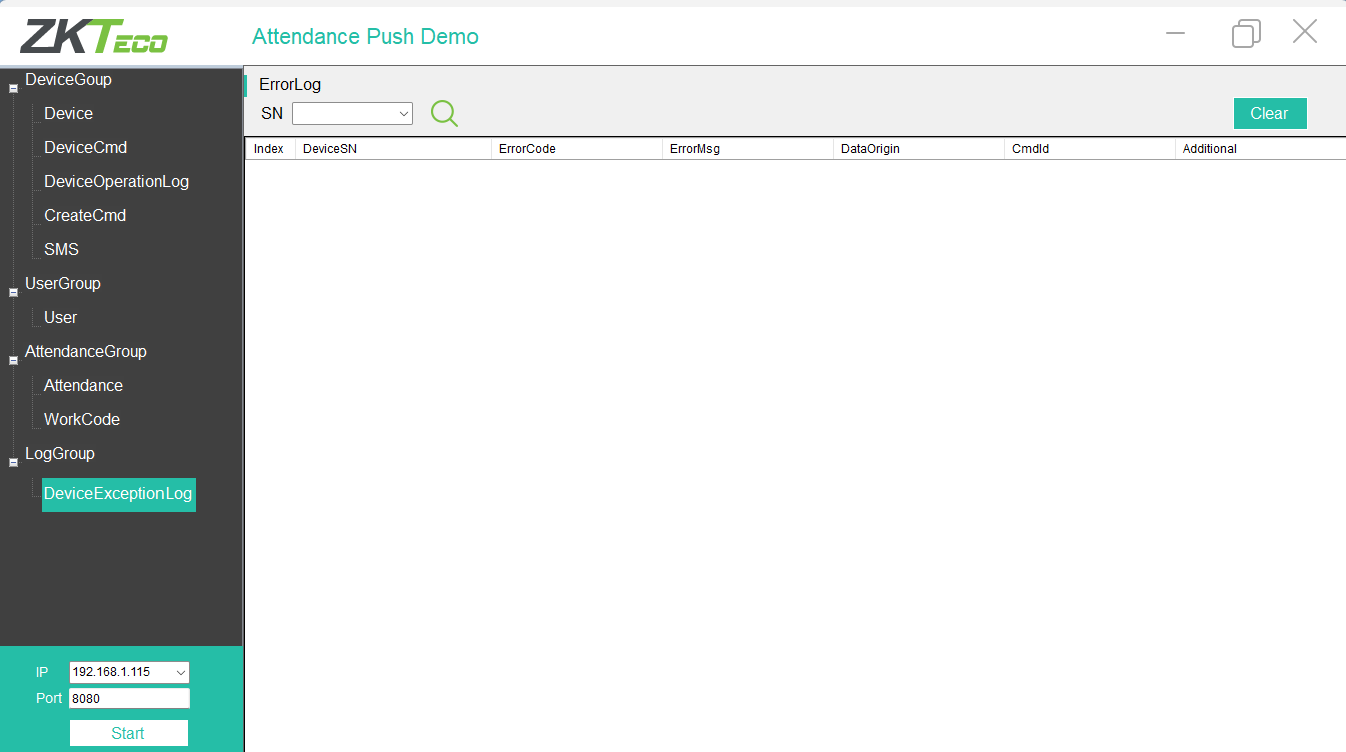 ZKTECO
Attendance Push Demo
DeviceGoup
Device
DeviceCmd
DeviceOperationLog
CreateCmd
SMS
UserGroup
User
AttendanceGroup
Attendance
WorkCode
LogGroup
DeviceExceptionLog
IP 192.168.1.115
Port 8080
Start
ErrorLog
SN
Clear
Index DeviceSN ErrorCode ErrorMsg DataOrigin CmdId Additional